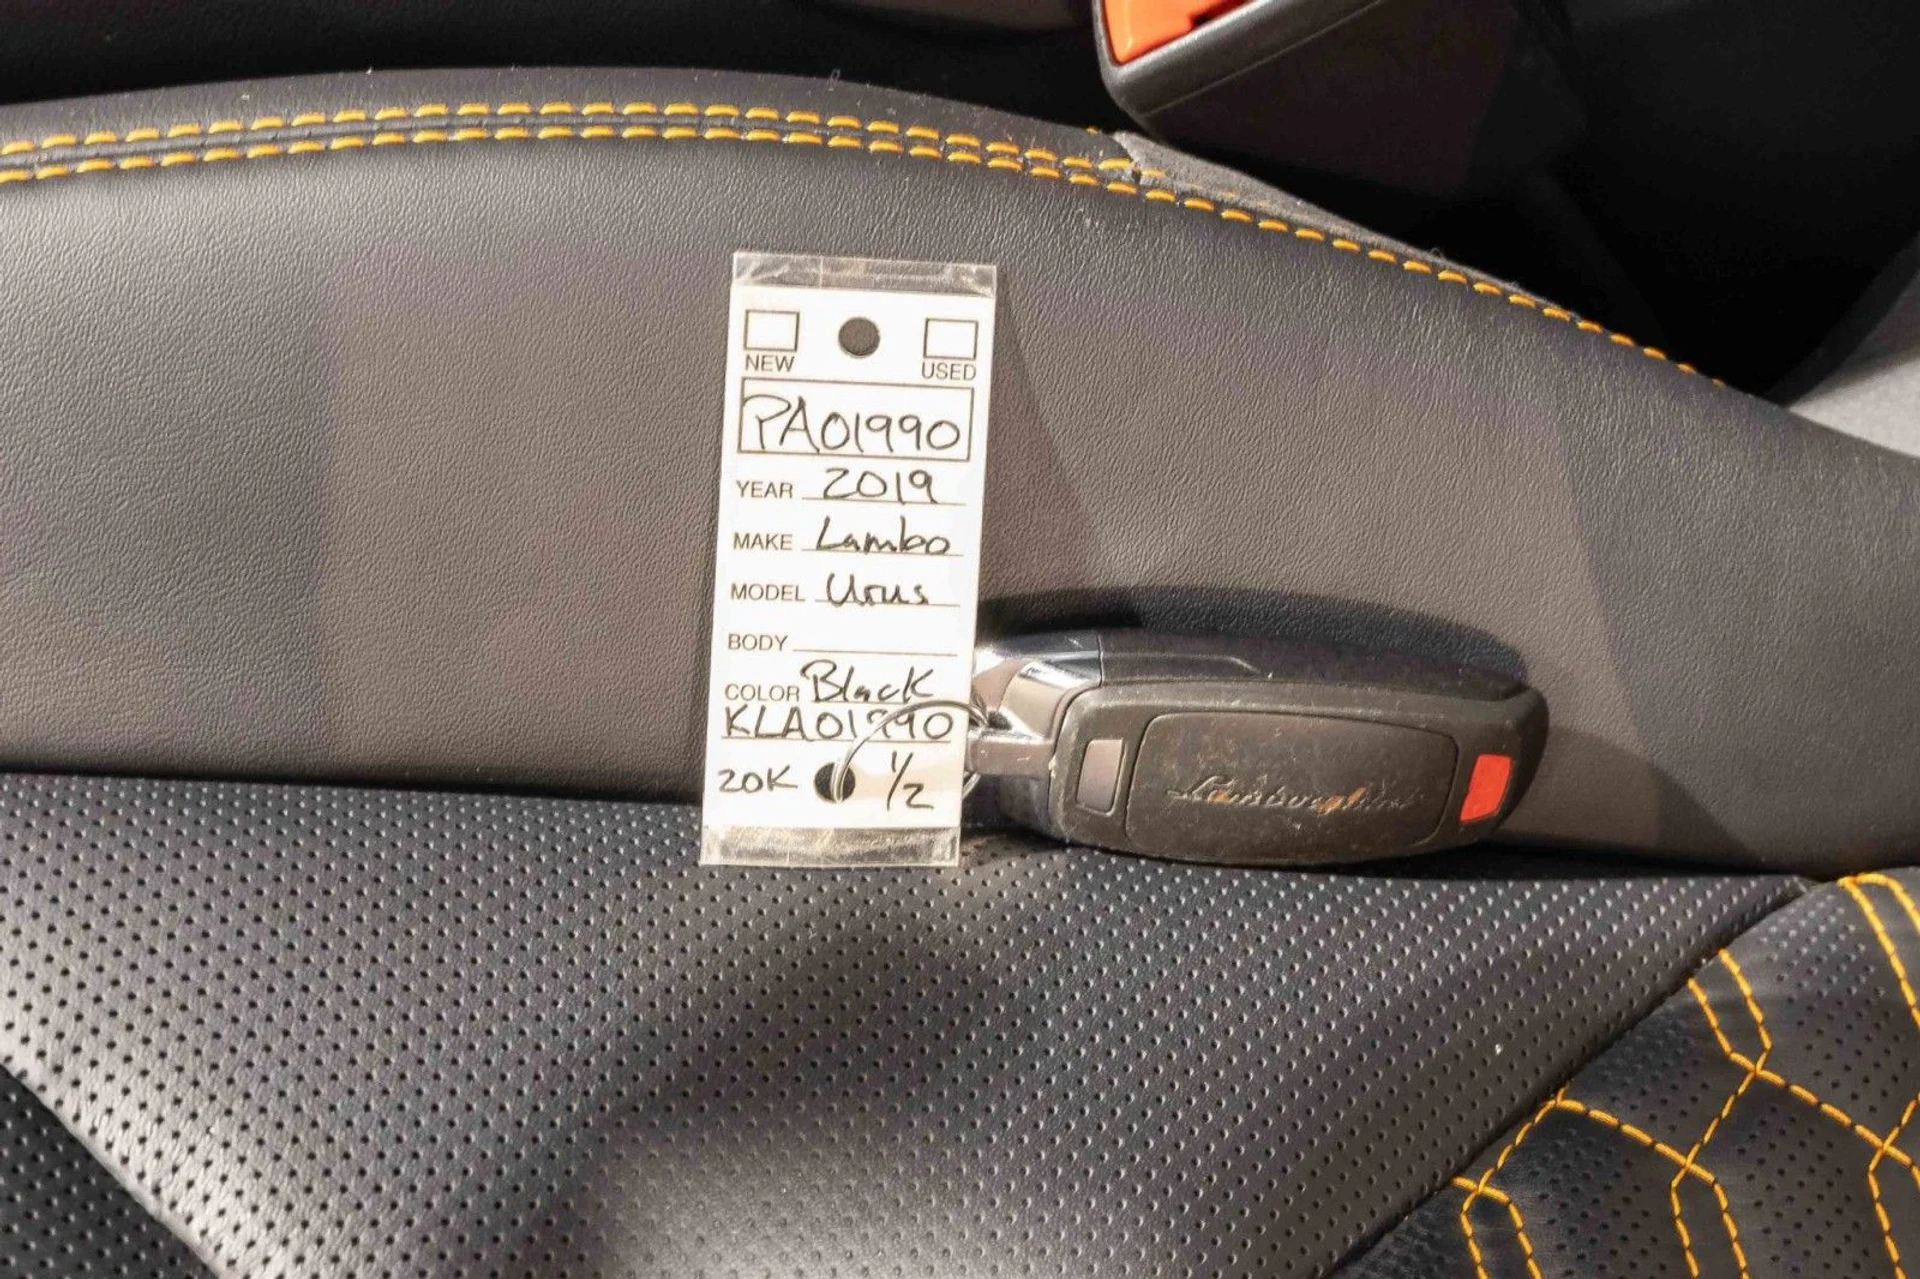 NEW USED
PA01990
YEAR 2019
MAKE Lambo
MODEL Urus
BODY
COLOR Black
KLA01990
20K 1/2
Lamborghini